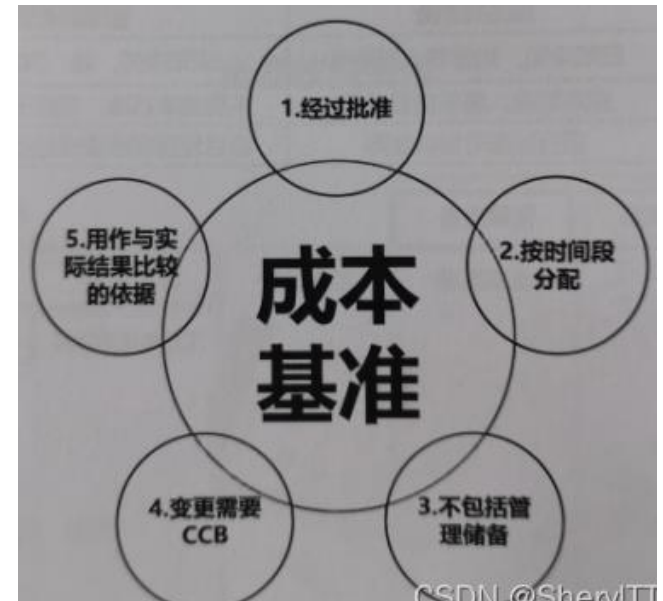 1.经过批准
2.按时间段
分配
成本
基准
5.用作与实
际结果比较
的依据
4.变更需要
CCB
3.不包括管
理储备